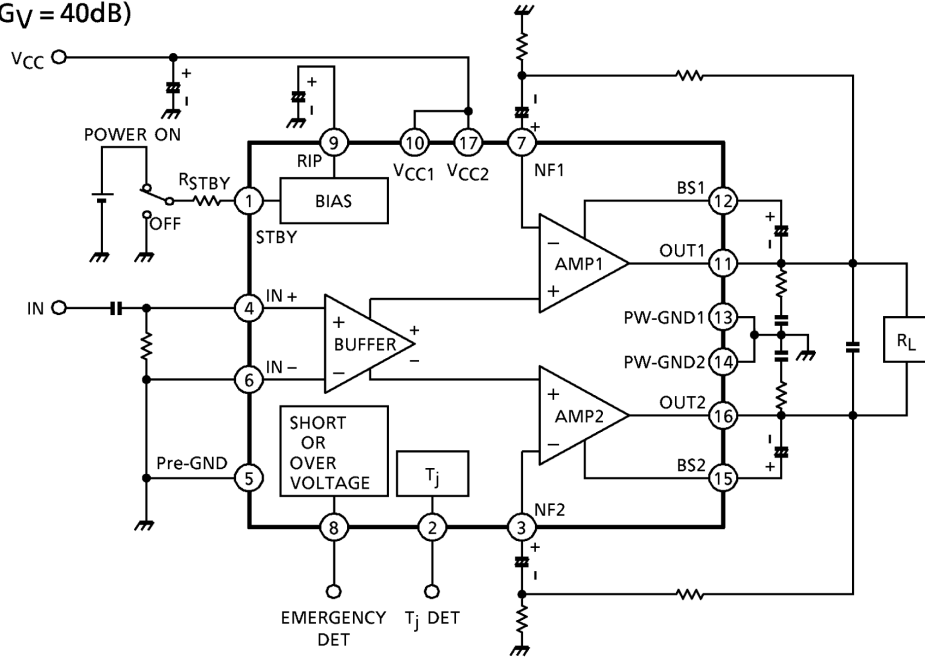 GV = 40dB)
VCC
+
POWER ON
RSTBY
OFF
1
STBY
9
RIP
BIAS
10
VCC1
17
VCC2
7
NF1
BS1
12
AMP1
OUT1
11
IN
4
IN +
BUFFER
6
IN −
PW-GND1
13
PW-GND2
14
RL
AMP2
OUT2
16
BS2
15
Pre-GND
5
SHORT
OR
OVER
VOLTAGE
Tj
NF2
8
2
3
EMERGENCY
DET
Tj DET